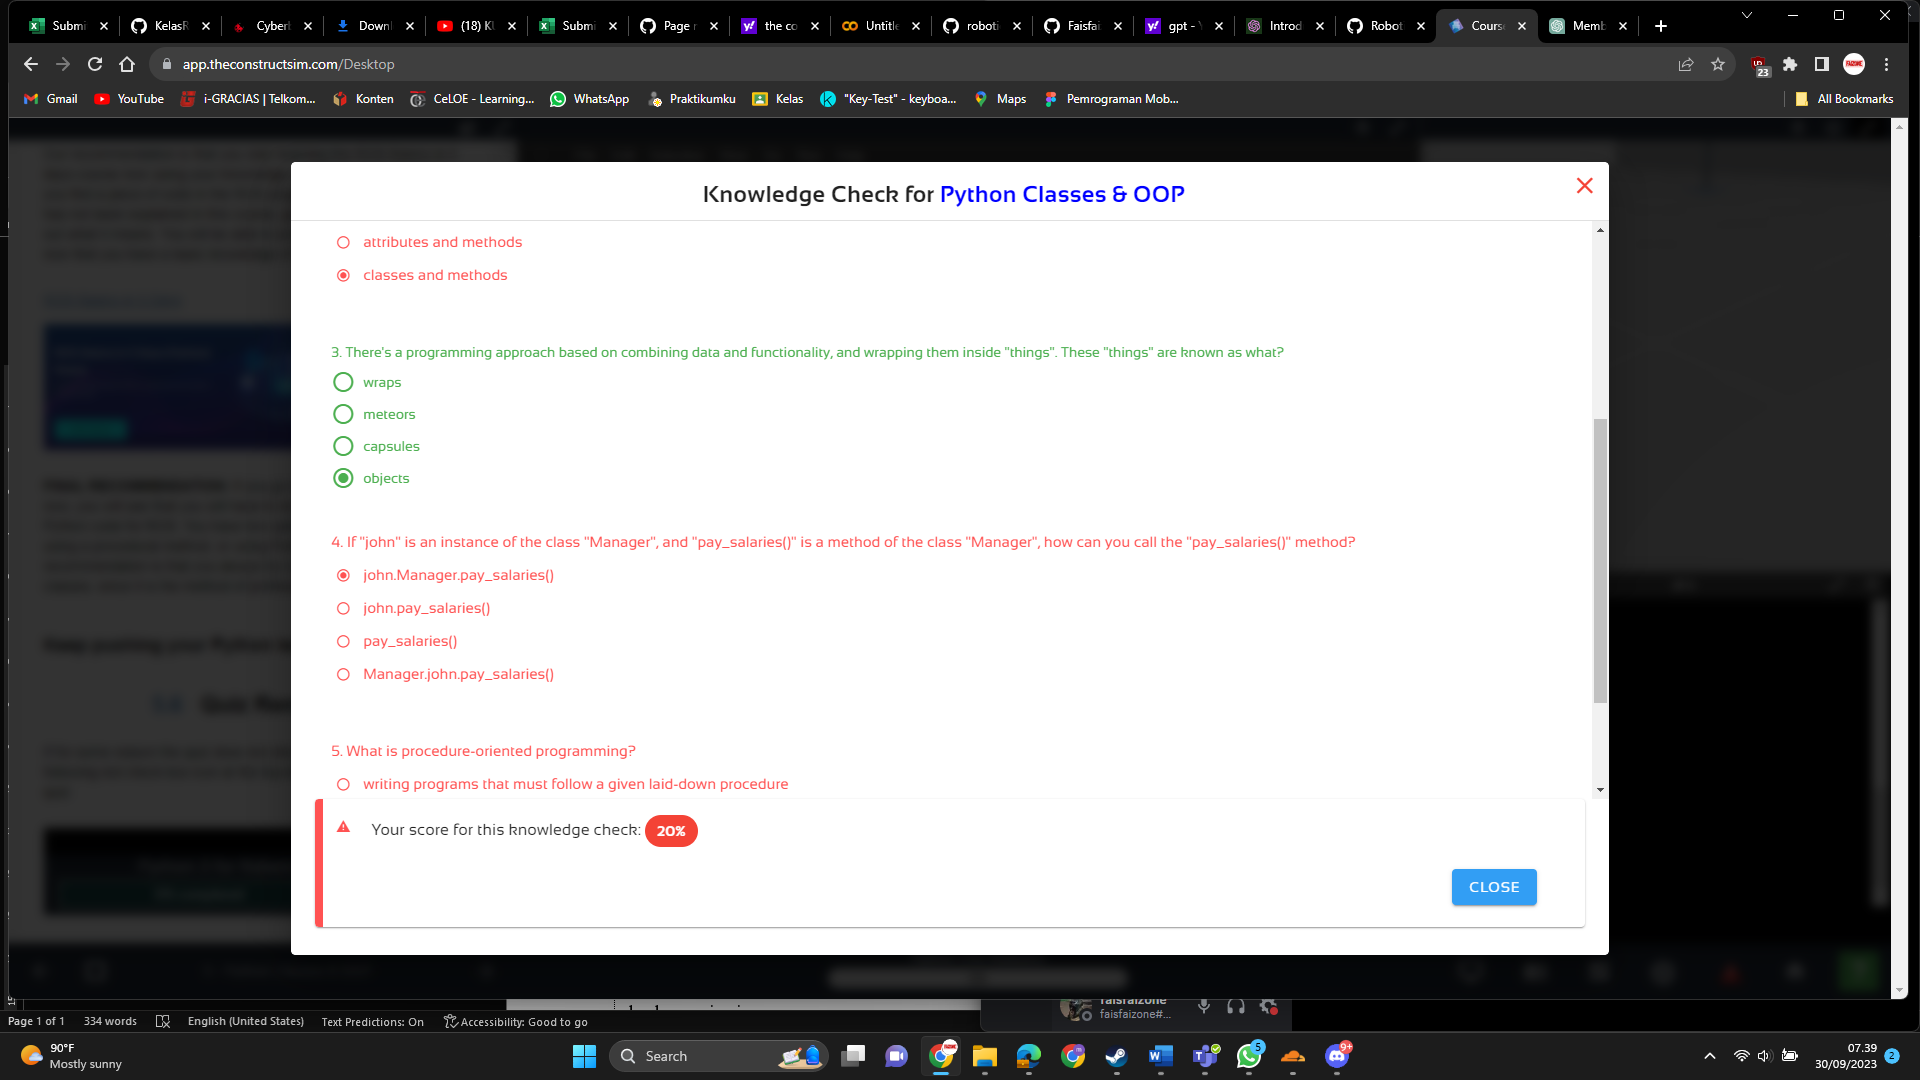 Submi
KelasR
Cyberl
Downl
(18) KU
Submi
Page r
the co
Untitle
roboti
Faisfai
gpt - Y
Introd
Robot
Cours
Memb
app.theconstructsim.com/Desktop
23
Gmail
YouTube
i-GRACIAS | Telkom...
Konten
CeLOE - Learning...
WhatsApp
Praktikumku
Kelas
"Key-Test" - keyboa...
Maps
Pemrograman Mob...
All Bookmarks
Knowledge Check for Python Classes & OOP
attributes and methods
classes and methods
3. There's a programming approach based on combining data and functionality, and wrapping them inside "things". These "things" are known as what?
wraps
meteors
capsules
objects
4. If "john" is an instance of the class "Manager", and "pay_salaries()" is a method of the class "Manager", how can you call the "pay_salaries()" method?
john.Manager.pay_salaries()
john.pay_salaries()
pay_salaries()
Manager.john.pay_salaries()
5. What is procedure-oriented programming?
writing programs that must follow a given laid-down procedure
Your score for this knowledge check: 20%
CLOSE
faisfaizone
faisfaizone#...
Page 1 of 1
334 words
English (United States)
Text Predictions: On
Accessibility: Good to go
90°F
Mostly sunny
Search
5
9+
07.39
30/09/2023
2